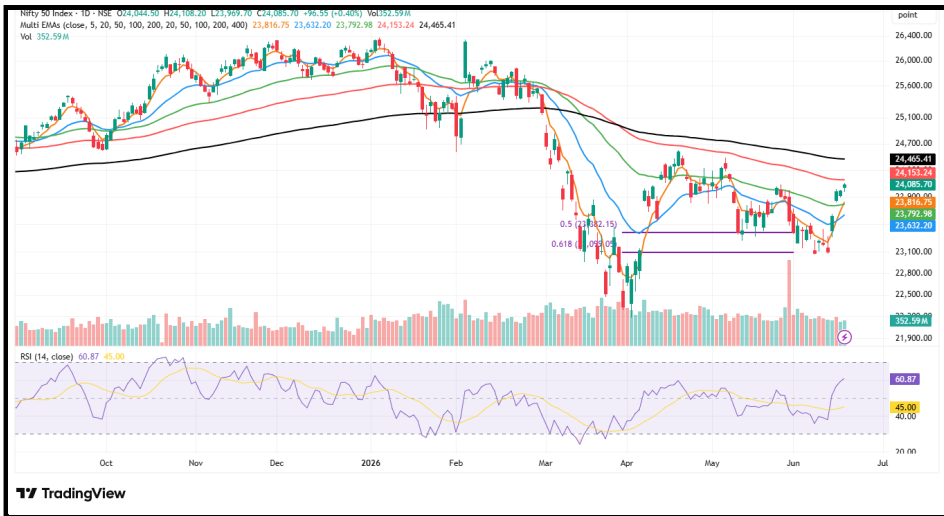 Nifty 50 Index · 1D · NSE O24,044.50 H24,108.20 L23,969.70 C24,085.70 +96.55 (+0.40%) Vol352.59M
point
Multi EMAs (close, 5, 20, 50, 100, 200, 20, 50, 100, 200, 400) 23,816.75 23,632.20 23,792.98 24,153.24 24,465.41
Vol 352.59M
26,400.00
26,000.00
25,600.00
25,100.00
24,700.00
24,465.41
24,153.24
24,085.70
23,900.00
23,816.75
23,792.98
23,632.20
0.5 (23,382.15)
0.618
23,100.00
22,800.00
22,500.00
352.59M
21,900.00
RSI (14, close) 60.87 45.00
60.87
45.00
40.00
20.00
Oct Nov Dec 2026 Feb Mar Apr May Jun Jul
TradingView